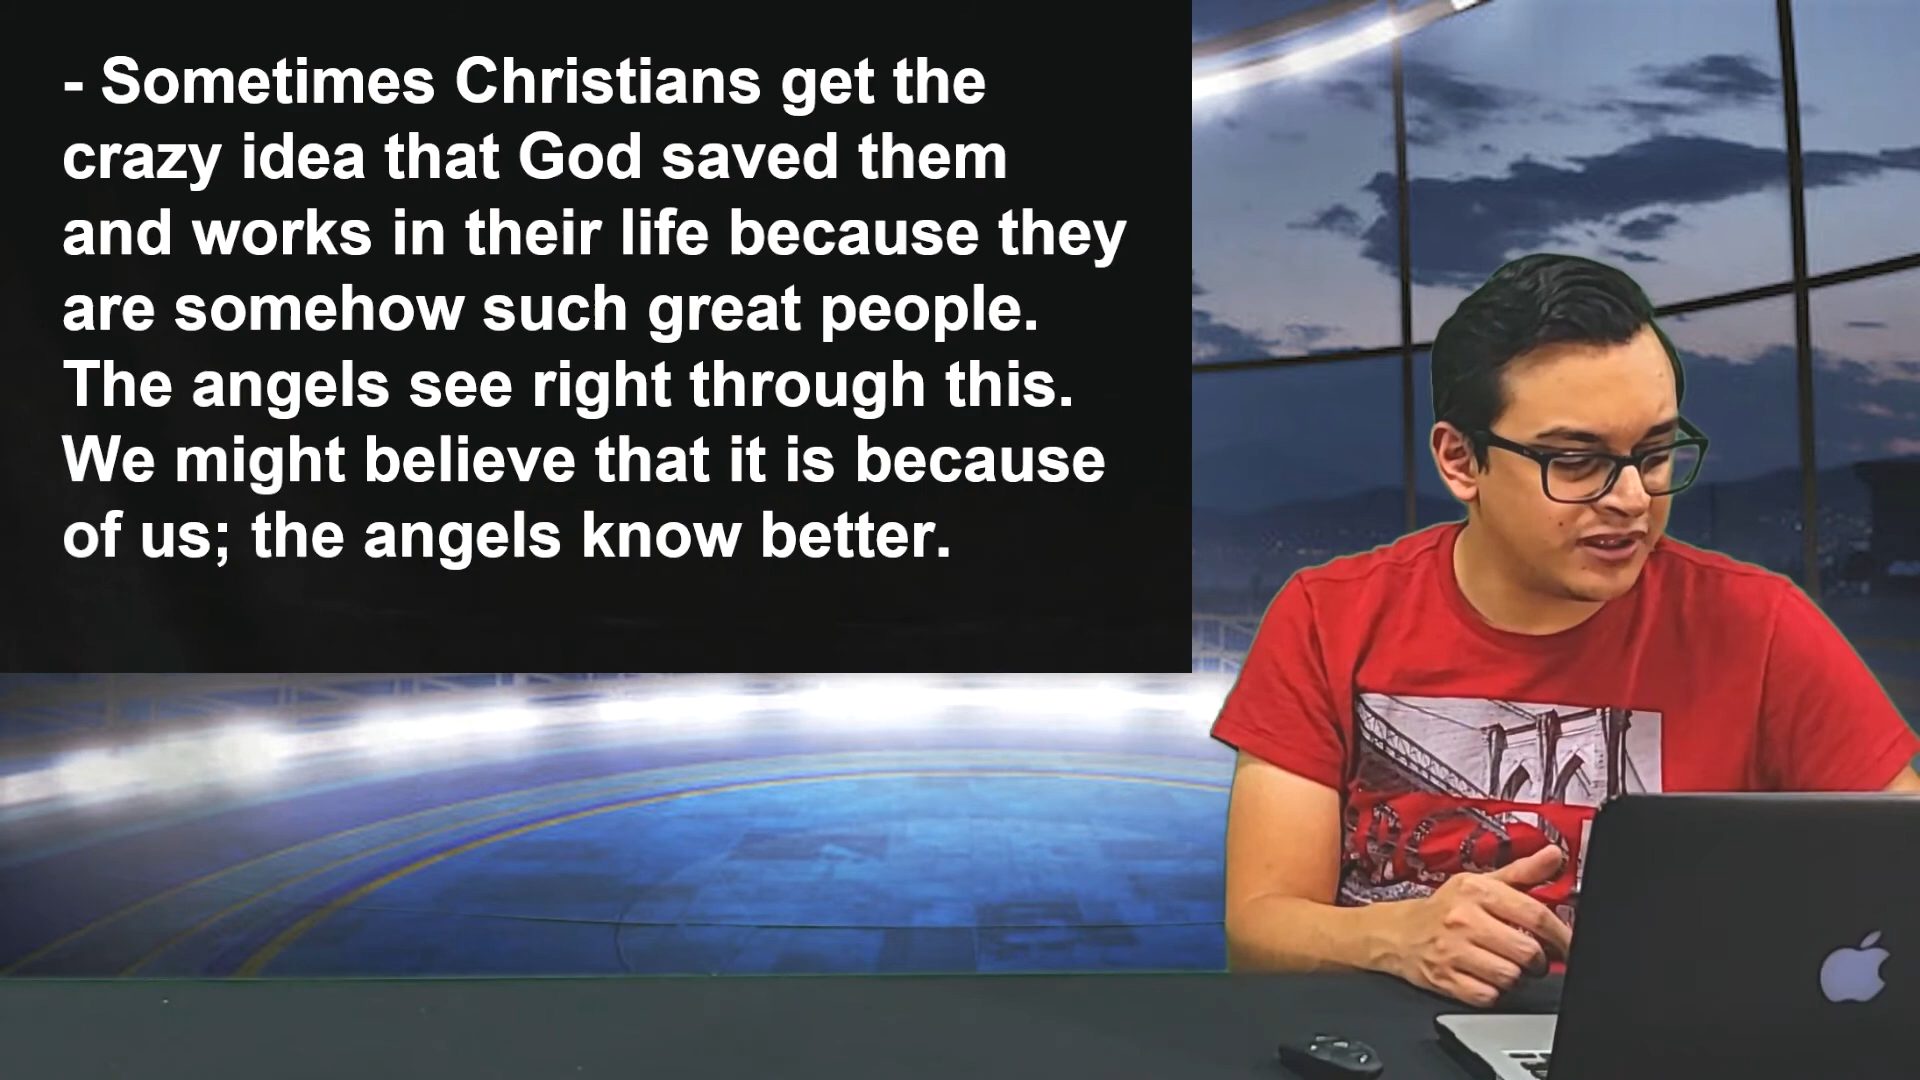 - Sometimes Christians get the
crazy idea that God saved them
and works in their life because they
are somehow such great people.
The angels see right through this.
We might believe that it is because
of us; the angels know better.